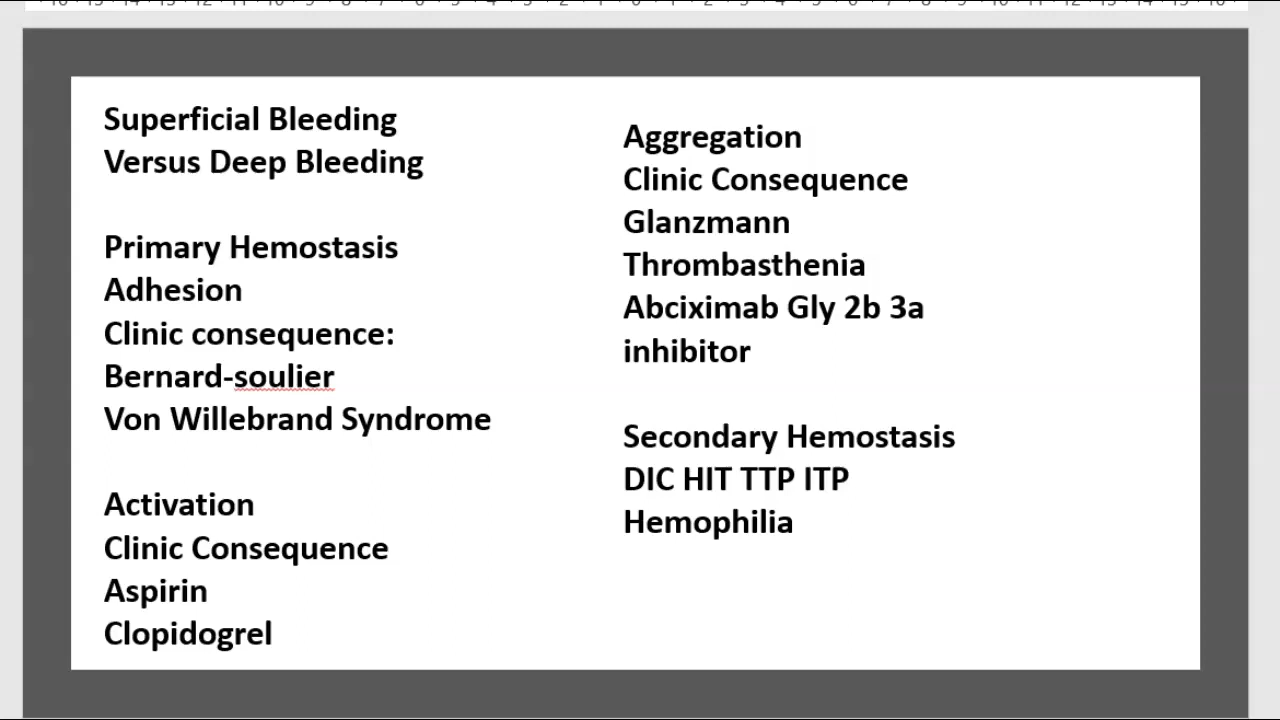 Superficial Bleeding
Versus Deep Bleeding
Primary Hemostasis
Adhesion
Clinic consequence:
Bernard-soulier
Von Willebrand Syndrome
Activation
Clinic Consequence
Aspirin
Clopidogrel
Aggregation
Clinic Consequence
Glanzmann
Thrombasthenia
Abciximab Gly 2b 3a
inhibitor
Secondary Hemostasis
DIC HIT TTP ITP
Hemophilia